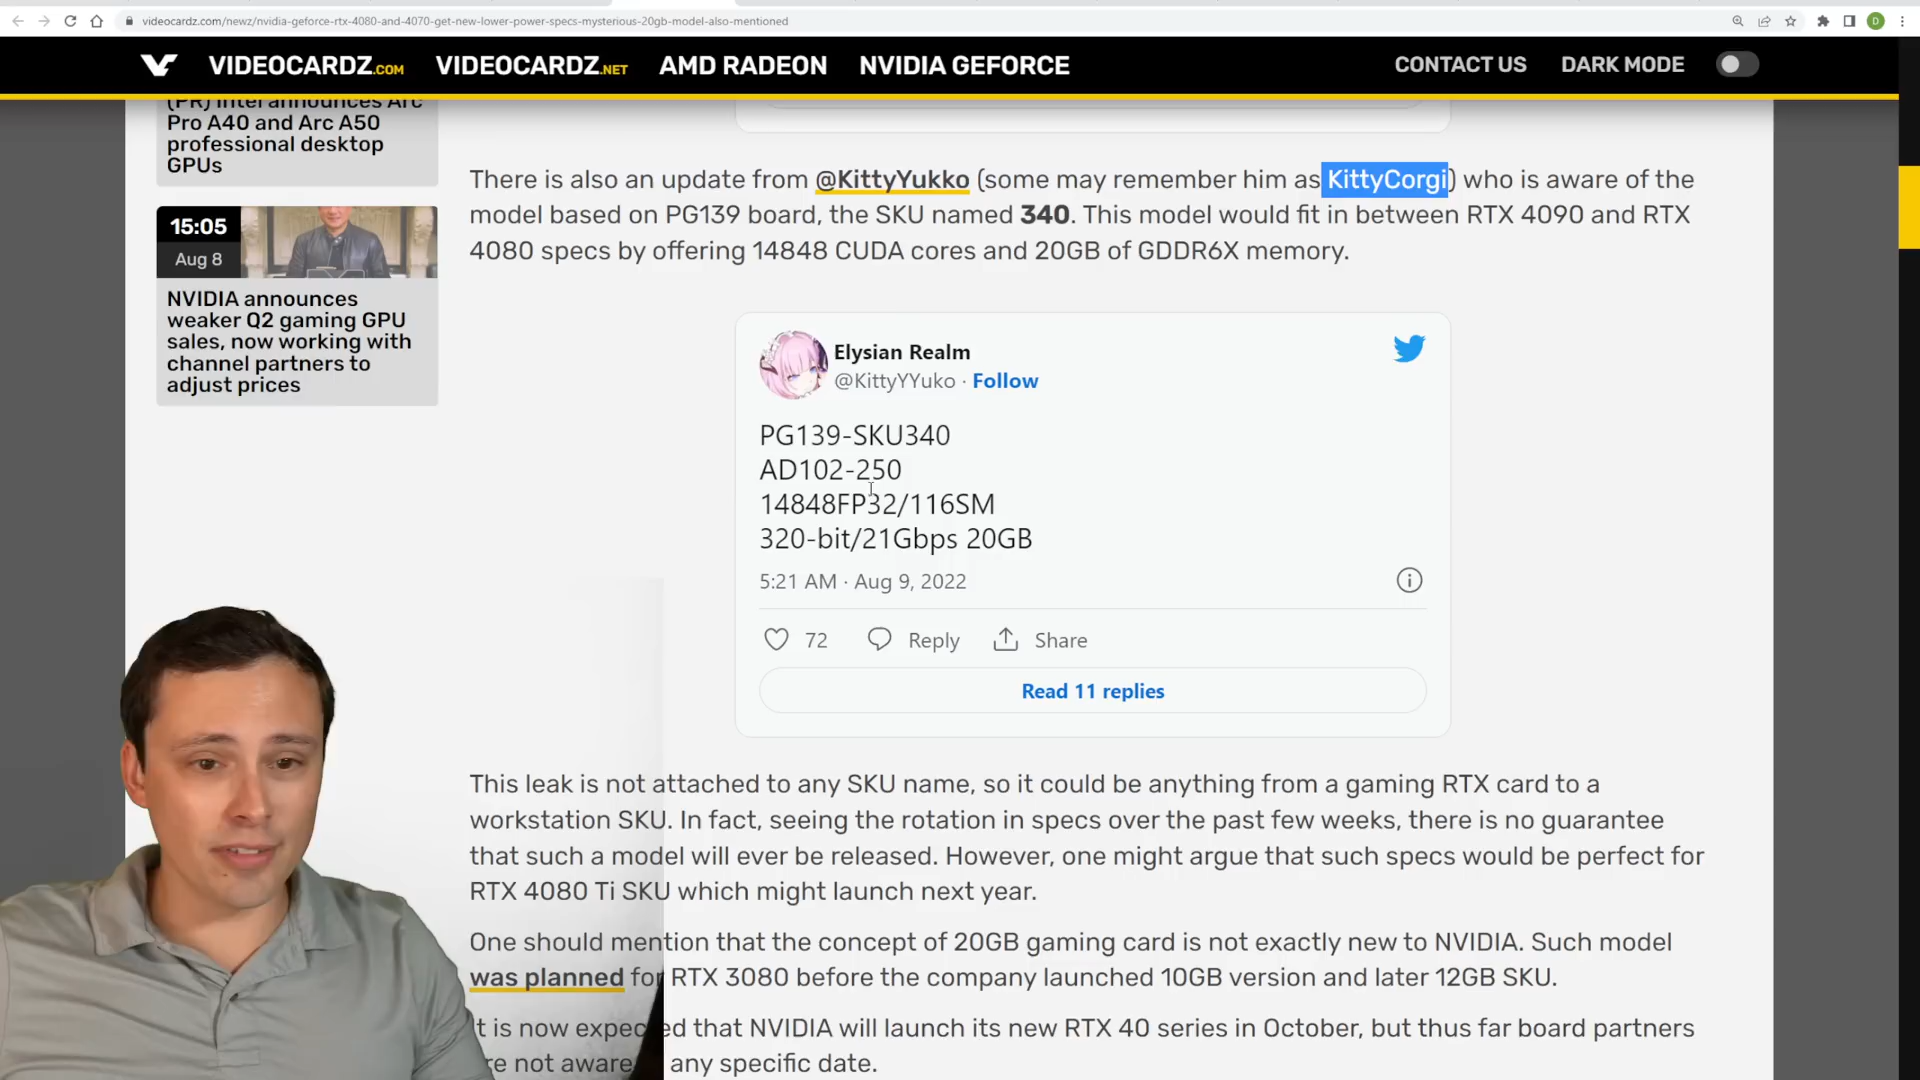 videocardz.com/newz/nvidia-geforce-rtx-4080-and-4070-get-new-lower-power-specs-mysterious-20gb-model-also-mentioned
D
VIDEOCARDZ.COM VIDEOCARDZ.NET AMD RADEON NVIDIA GEFORCE CONTACT US DARK MODE
(PR) Intel announces Arc
Pro A40 and Arc A50
professional desktop
GPUs
15:05
Aug 8
NVIDIA announces
weaker Q2 gaming GPU
sales, now working with
channel partners to
adjust prices
There is also an update from @KittyYukko (some may remember him as KittyCorgi) who is aware of the
model based on PG139 board, the SKU named 340. This model would fit in between RTX 4090 and RTX
4080 specs by offering 14848 CUDA cores and 20GB of GDDR6X memory.
Elysian Realm
@KittyYYuko · Follow
PG139-SKU340
AD102-250
14848FP32/116SM
320-bit/21Gbps 20GB
5:21 AM · Aug 9, 2022
72 Reply Share
Read 11 replies
This leak is not attached to any SKU name, so it could be anything from a gaming RTX card to a
workstation SKU. In fact, seeing the rotation in specs over the past few weeks, there is no guarantee
that such a model will ever be released. However, one might argue that such specs would be perfect for
RTX 4080 Ti SKU which might launch next year.
One should mention that the concept of 20GB gaming card is not exactly new to NVIDIA. Such model
was planned for RTX 3080 before the company launched 10GB version and later 12GB SKU.
t is now expec ed that NVIDIA will launch its new RTX 40 series in October, but thus far board partners
re not aware any specific date.